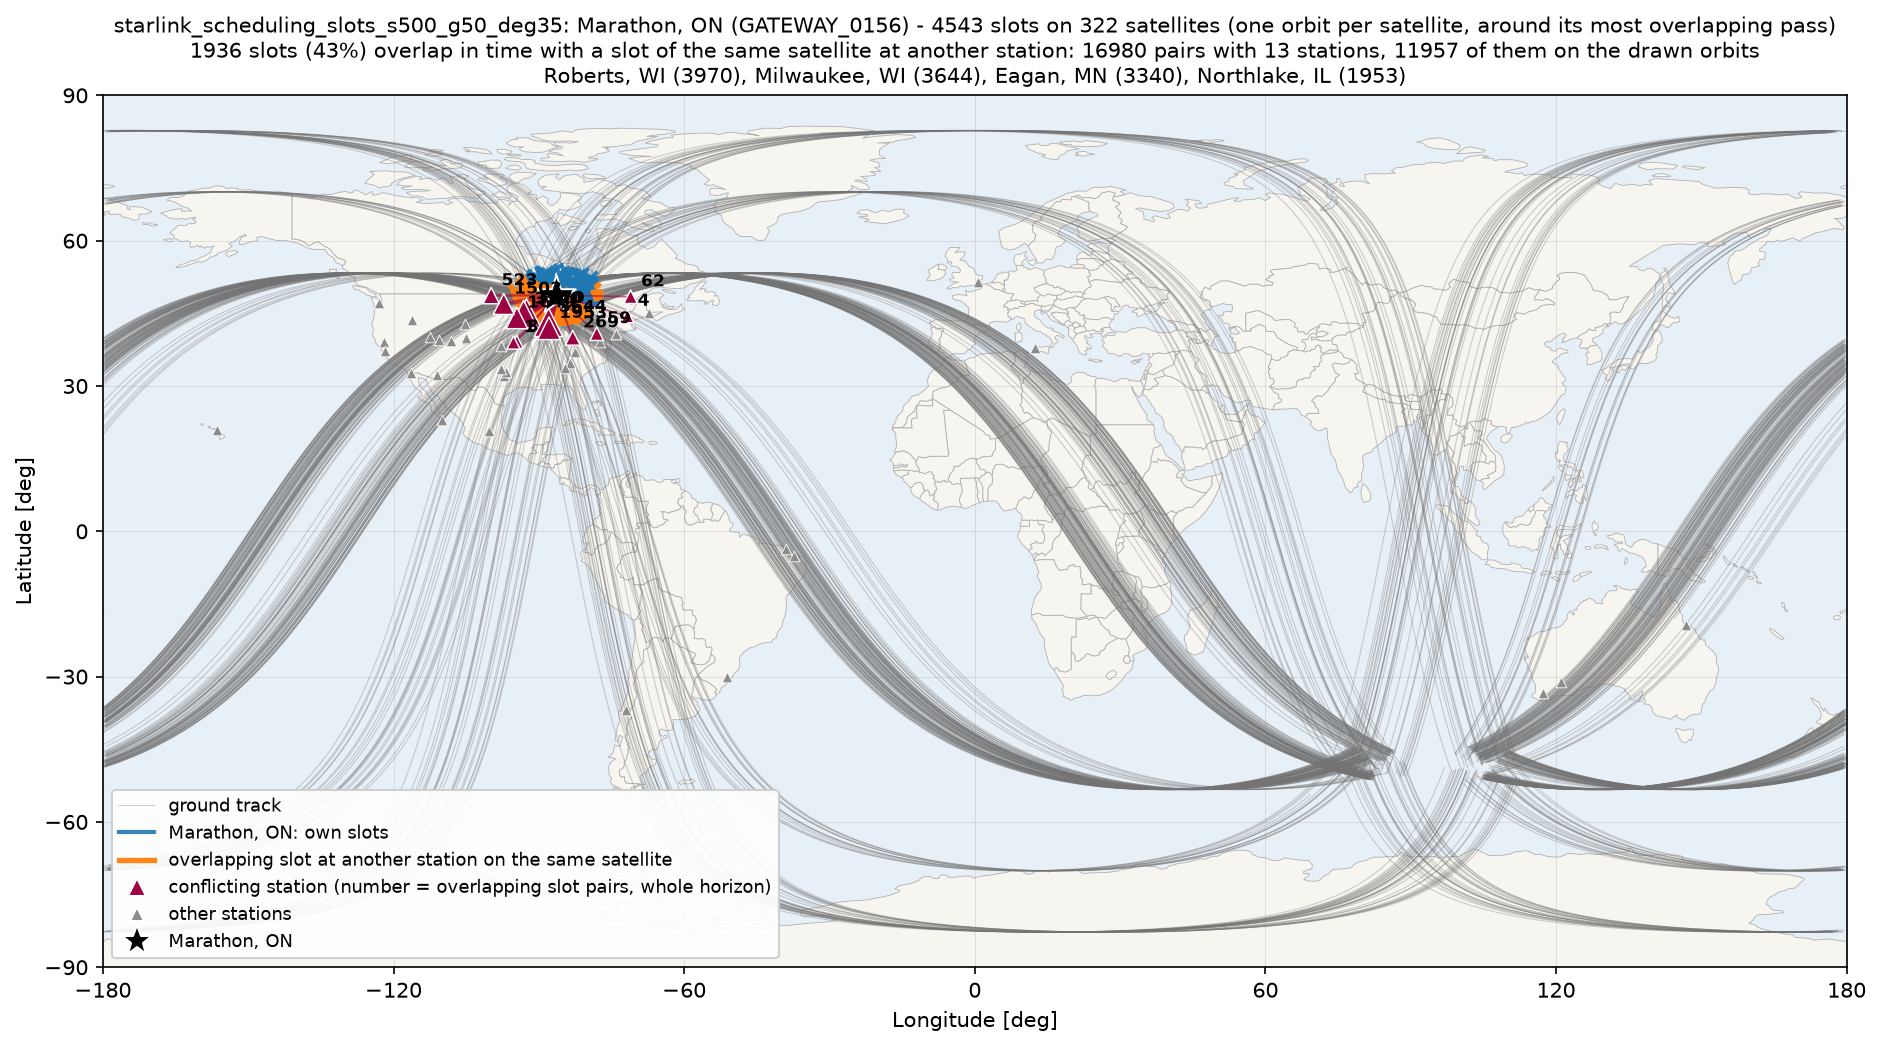 starlink_scheduling_slots_s500_g50_deg35: Marathon, ON (GATEWAY_0156) - 4543 slots on 322 satellites (one orbit per satellite, around its most overlapping pass)
1936 slots (43%) overlap in time with a slot of the same satellite at another station: 16980 pairs with 13 stations, 11957 of them on the drawn orbits
Roberts, WI (3970), Milwaukee, WI (3644), Eagan, MN (3340), Northlake, IL (1953)
90
60
30
0
−30
−60
−90
Latitude [deg]
523
62
4
1953
269
ground track
Marathon, ON: own slots
overlapping slot at another station on the same satellite
conflicting station (number = overlapping slot pairs, whole horizon)
other stations
Marathon, ON
−180
−120
−60
0
60
120
180
Longitude [deg]